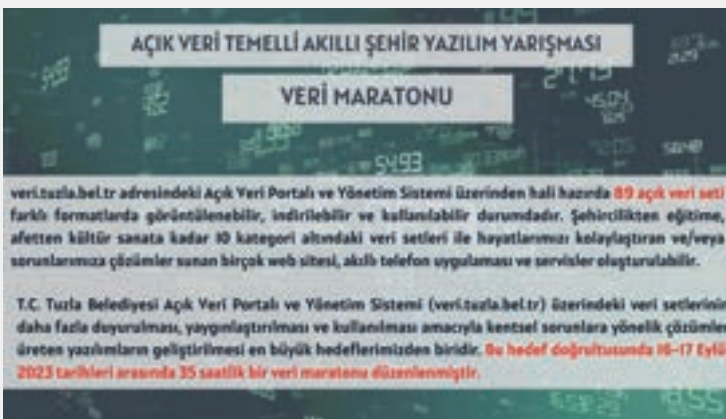 AÇIK VERİ TEMELLİ AKILLI ŞEHİR YAZILIM YARIŞMASI
VERİ MARATONU
5493
veri.tuzla.bel.tr adresindeki Açık Veri Portalı ve Yönetim Sistemi üzerinden hali hazırda 89 açık veri seti
farklı formatlarda görüntülenebilir, indirilebilir ve kullanılabilir durumdadır. Şehircilikten eğitime,
afetten kültür sanata kadar 10 kategori altındaki veri setleri ile hayatlarımızı kolaylaştıran ve/veya
sorunlarımıza çözümler sunan birçok web sitesi, akıllı telefon uygulaması ve servisler oluşturulabilir.
T.C. Tuzla Belediyesi Açık Veri Portalı ve Yönetim Sistemi (veri.tuzla.bel.tr) üzerindeki veri setlerini
daha fazla duyurulması, yaygınlaştırılması ve kullanılması amacıyla kentsel sorunlara yönelik çözümle
üreten yazılımların geliştirilmesi en büyük hedeflerimizden biridir. Bu hedef doğrultusunda 16-17 Eylü
2023 tarihleri arasında 35 saatlik bir veri maratonu düzenlenmiştir.